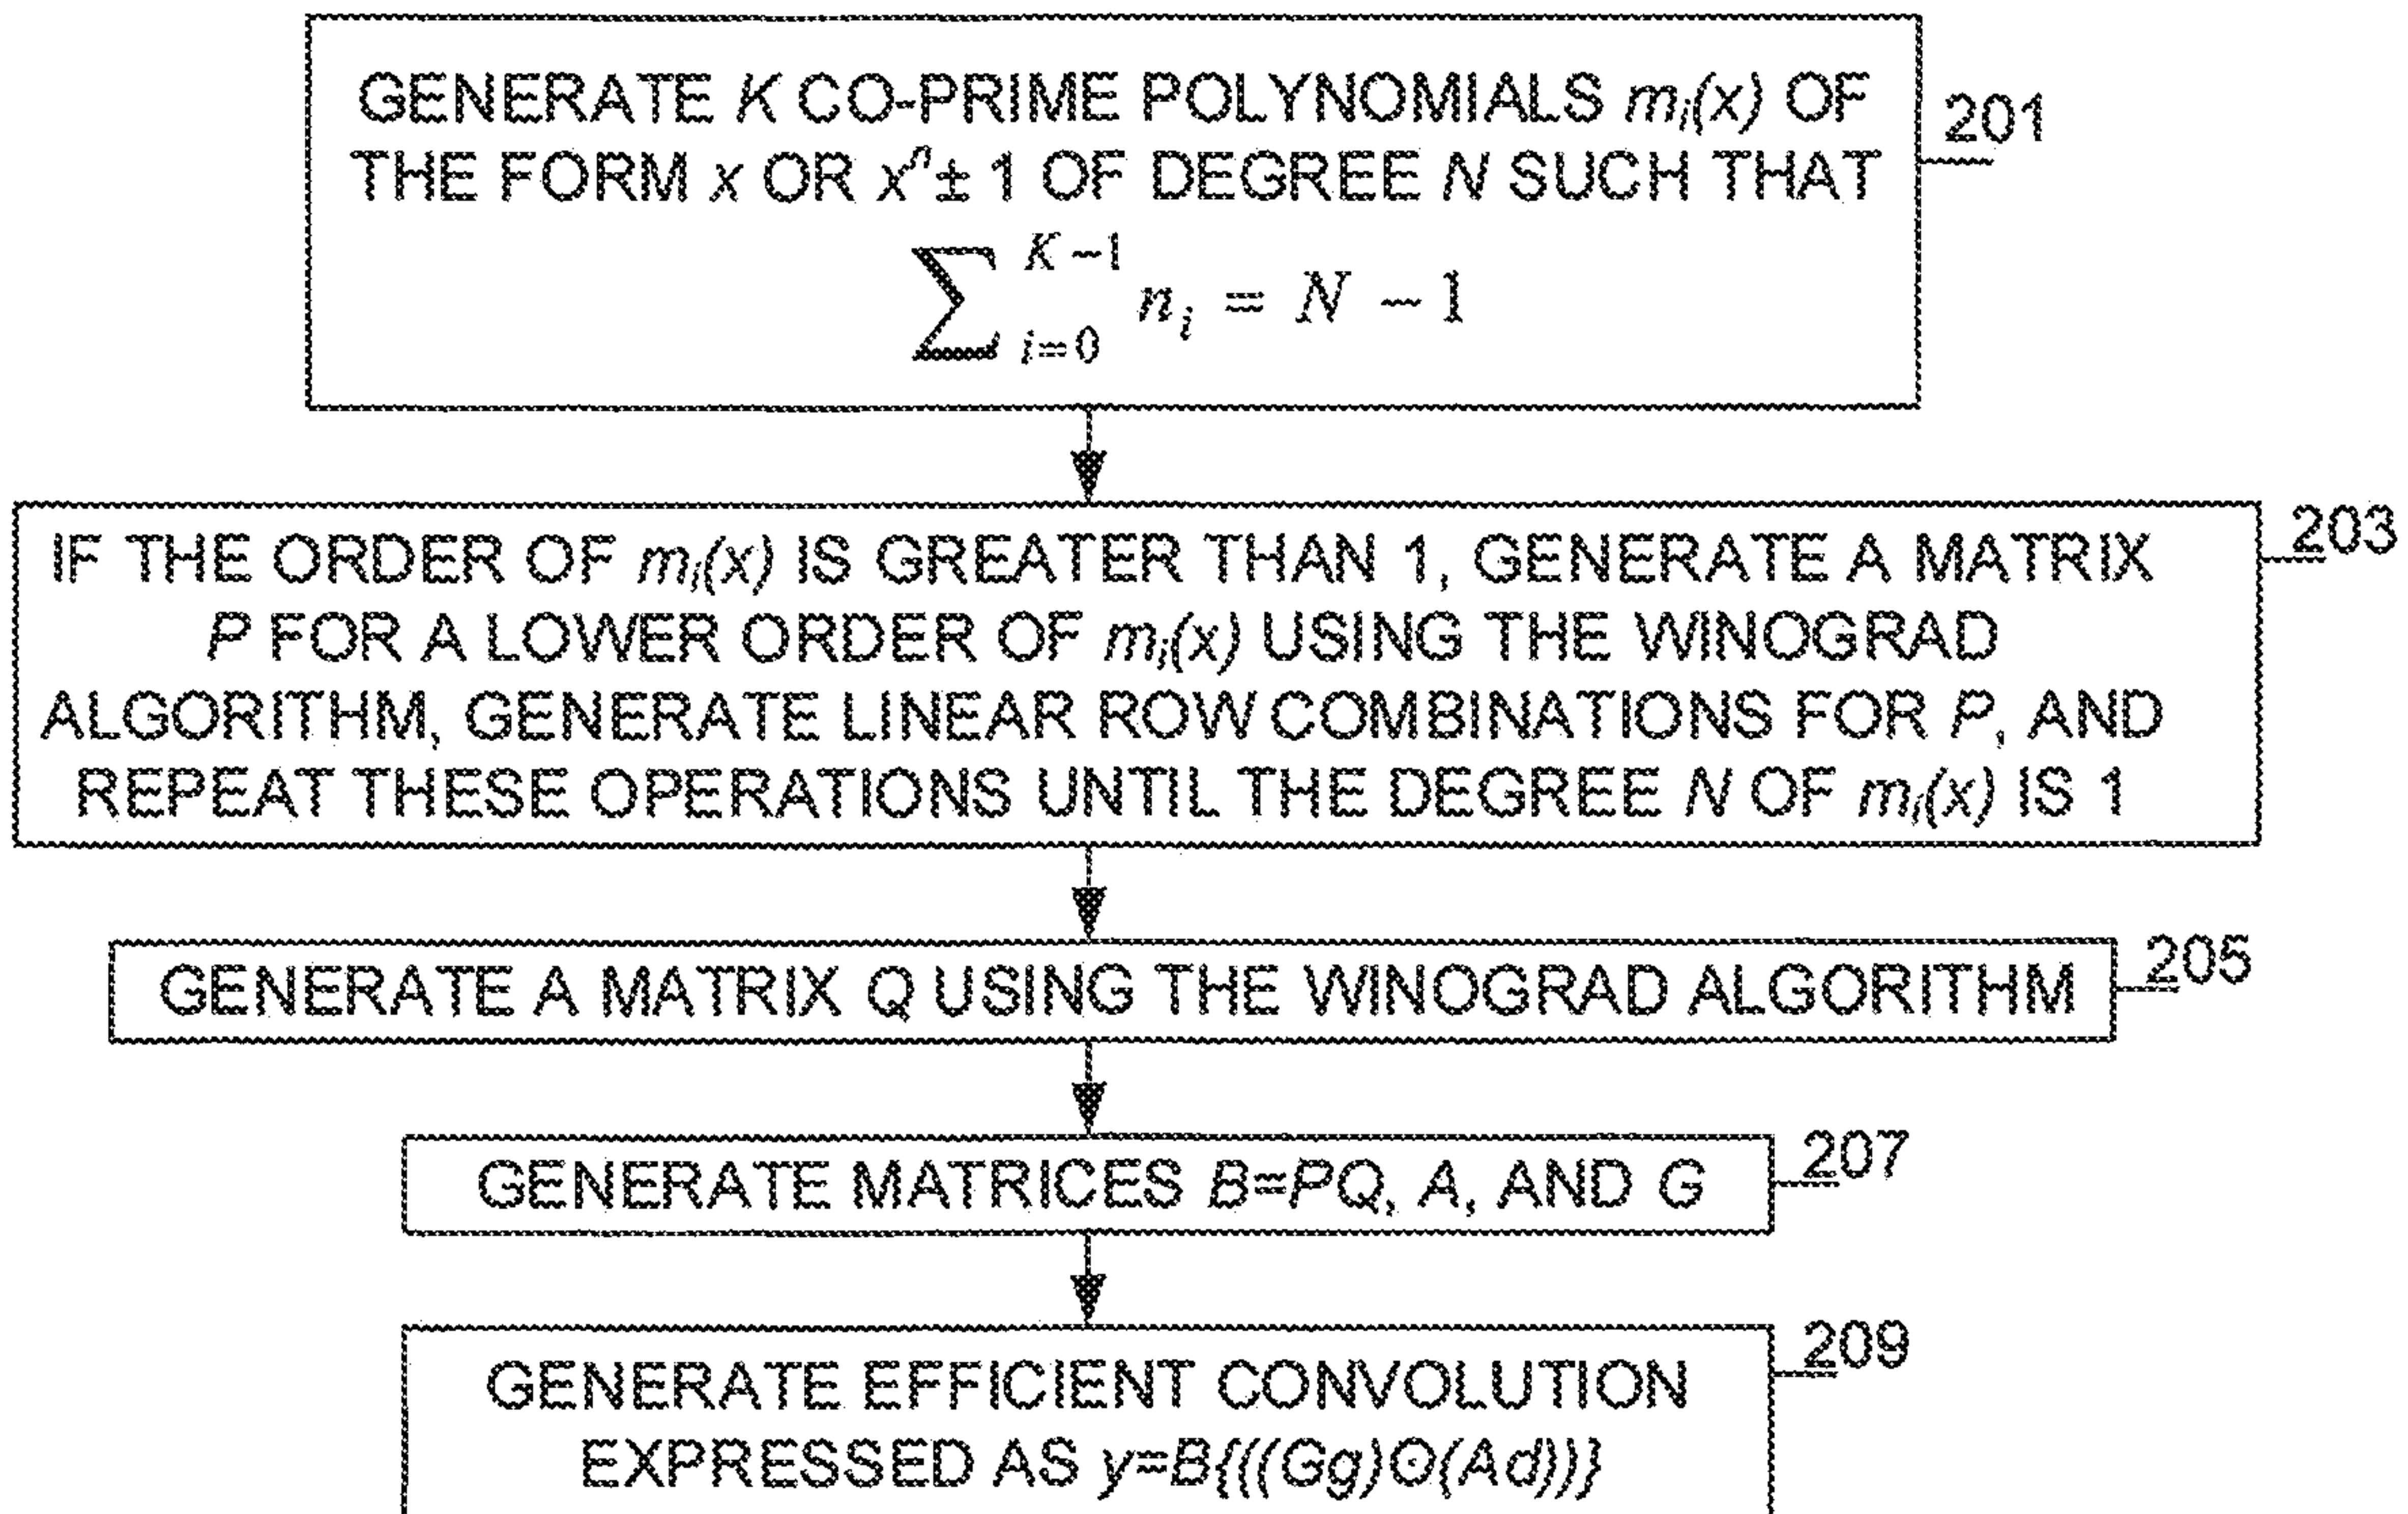 GENERATE K CO-PRIME POLYNOMIALS mᵢ(x) OF
THE FORM x OR xⁿ± 1 OF DEGREE N SUCH THAT
∑ᵢ₌₀ᴷ⁻¹ nᵢ = N − 1
201
IF THE ORDER OF mᵢ(x) IS GREATER THAN 1, GENERATE A MATRIX
P FOR A LOWER ORDER OF mᵢ(x) USING THE WINOGRAD
ALGORITHM, GENERATE LINEAR ROW COMBINATIONS FOR P, AND
REPEAT THESE OPERATIONS UNTIL THE DEGREE N OF mᵢ(x) IS 1
203
GENERATE A MATRIX Q USING THE WINOGRAD ALGORITHM
205
GENERATE MATRICES B=PQ, A, AND G
207
GENERATE EFFICIENT CONVOLUTION
EXPRESSED AS y=B{((Gg)⊙(Ad))}
209